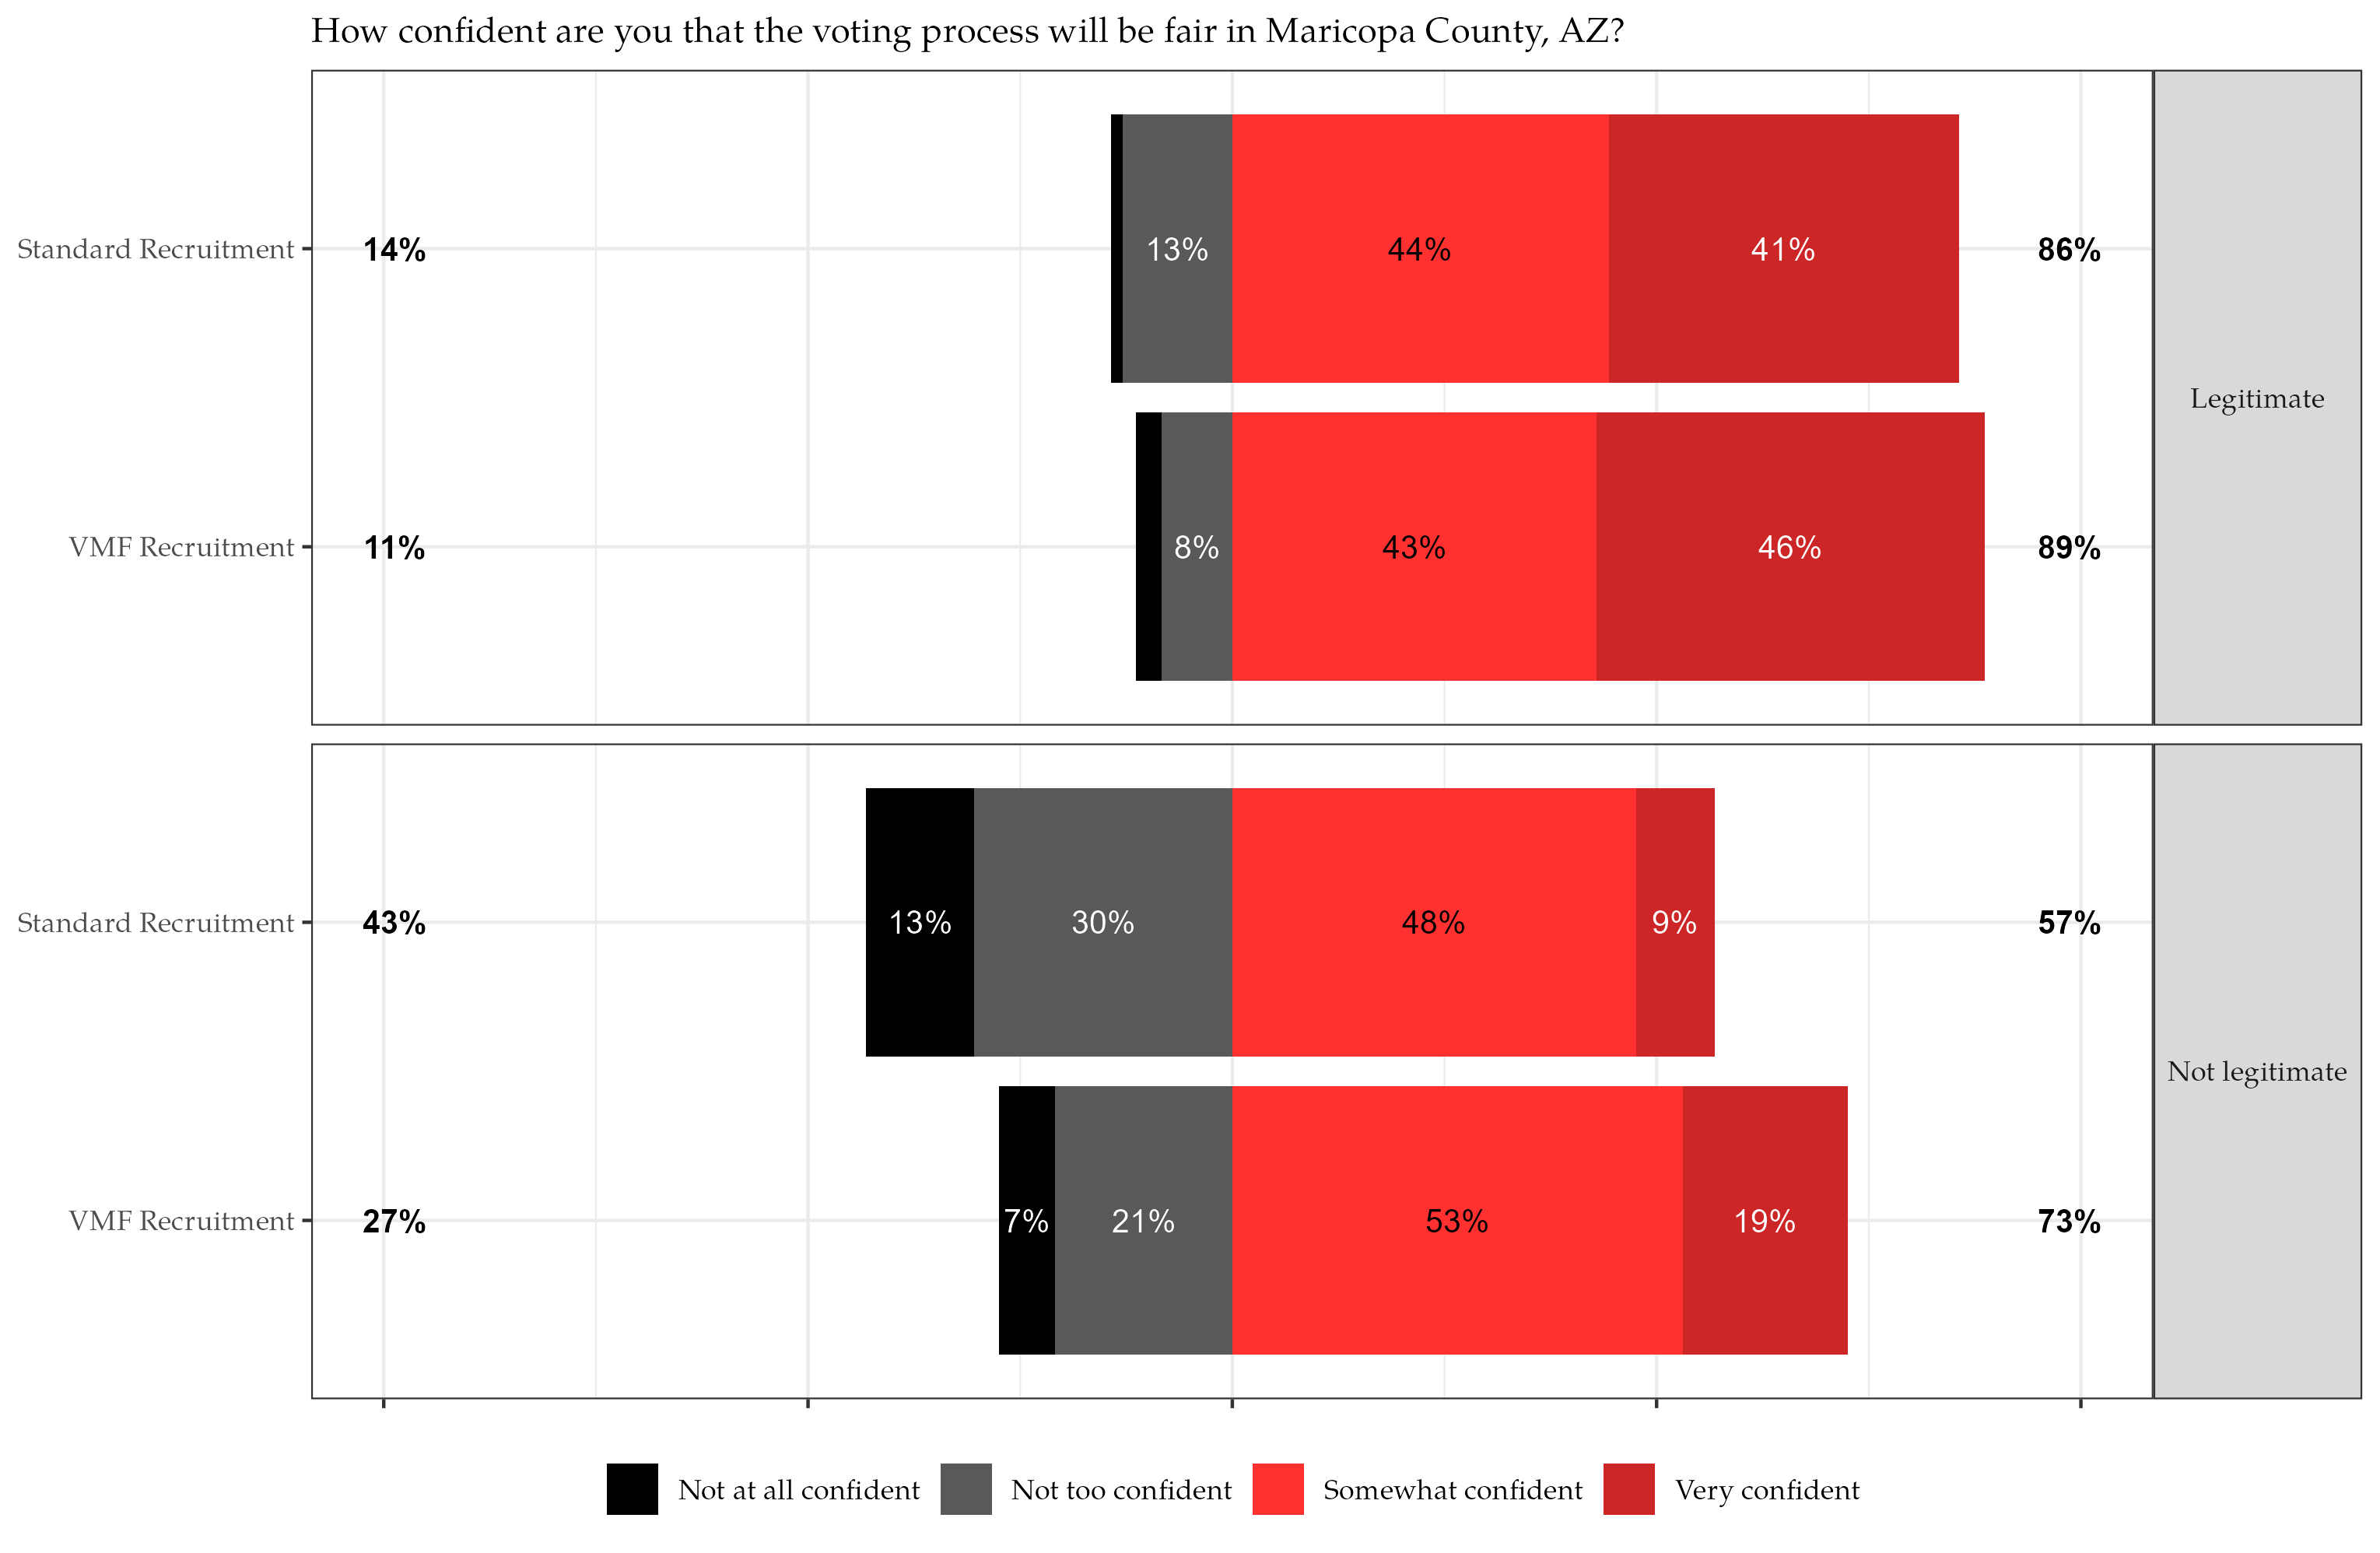 How confident are you that the voting process will be fair in Maricopa County, AZ?
Standard Recruitment 14% 13% 44% 41% 86%
Legitimate
VMF Recruitment 11% 8% 43% 46% 89%
Standard Recruitment 43% 13% 30% 48% 9% 57%
Not legitimate
VMF Recruitment 27% 7% 21% 53% 19% 73%
Not at all confident Not too confident Somewhat confident Very confident